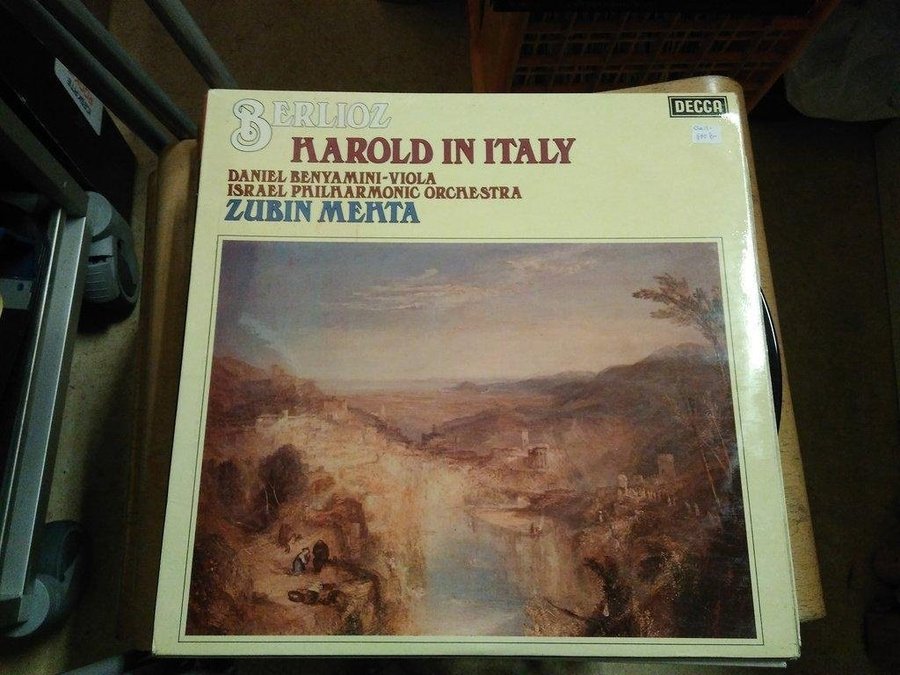 BERLIOZ
DECCA
HAROLD IN ITALY
DANIEL BENYAMINI-VIOLA
ISRAEL PHILHARMONIC ORCHESTRA
ZUBIN MEHTA